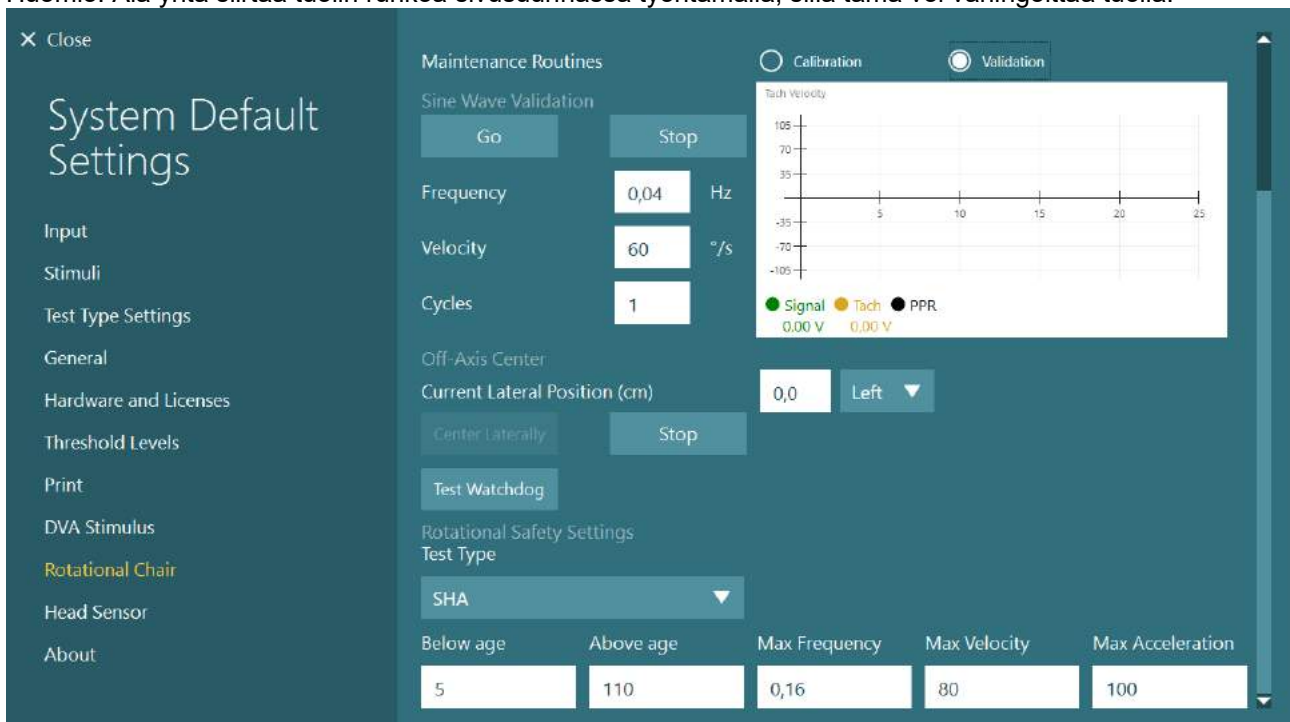 Huomio! Älä yritä siirtää tuolin runkoa sivusuunnassa työntämällä, sillä tämä voi vahingoittaa tuolia.
Close
System Default
Settings
Input
Stimuli
Test Type Settings
General
Hardware and Licenses
Threshold Levels
Print
DVA Stimulus
Rotational Chair
Head Sensor
About
Maintenance Routines
Calibration Validation
Sine Wave Validation
Go Stop
Frequency 0,04 Hz
Velocity 60 °/s
Cycles 1
Tach Velocity
105
70
35
-35
-70
-105
5 10 15 20 25
Signal Tach PPR
0.00 V 0.00 V
Off-Axis Center
Current Lateral Position (cm) 0,0 Left
Center Laterally Stop
Test Watchdog
Rotational Safety Settings
Test Type
SHA
Below age Above age Max Frequency Max Velocity Max Acceleration
5 110 0,16 80 100